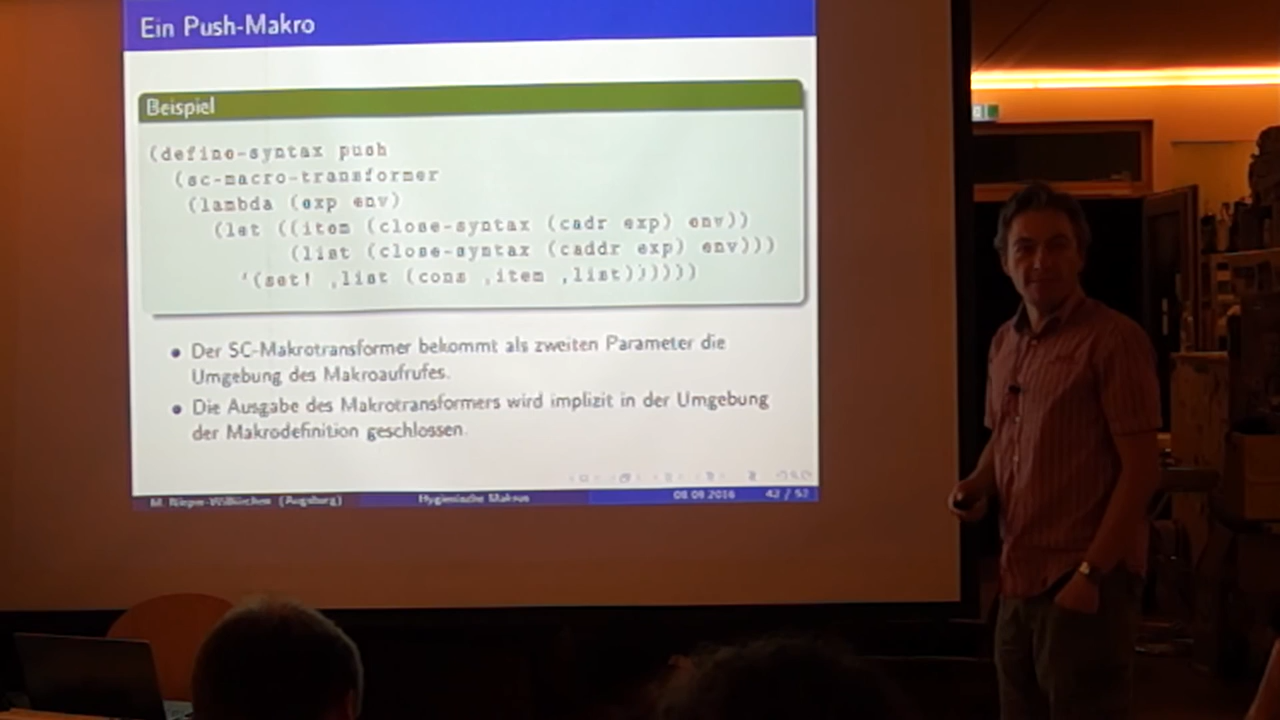 Ein Push-Makro
Beispiel
(define-syntax push
(sc-macro-transformer
(lambda (exp env)
(let ((item (close-syntax (cadr exp) env))
(list (close-syntax (caddr exp) env)))
`(set! ,list (cons ,item ,list))))))
• Der SC-Makrotransformer bekommt als zweiten Parameter die
Umgebung des Makroaufrufes.
• Die Ausgabe des Makrotransformers wird implizit in der Umgebung
der Makrodefinition geschlossen.
M. (Augsburg) Hygienische Makros 08.09.2016 42 / 52